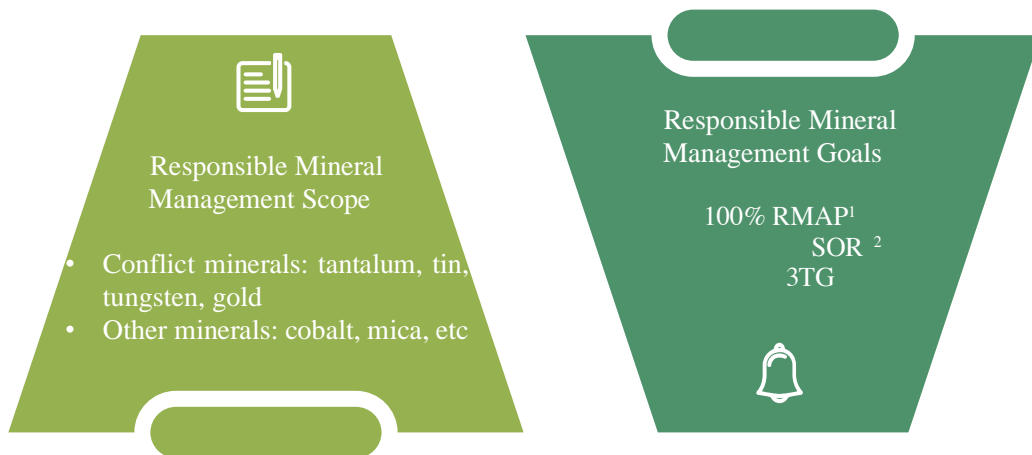 Responsible Mineral
Management Scope
• Conflict minerals: tantalum, tin,
tungsten, gold
• Other minerals: cobalt, mica, etc
Responsible Mineral
Management Goals
100% RMAP¹
SOR ²
3TG